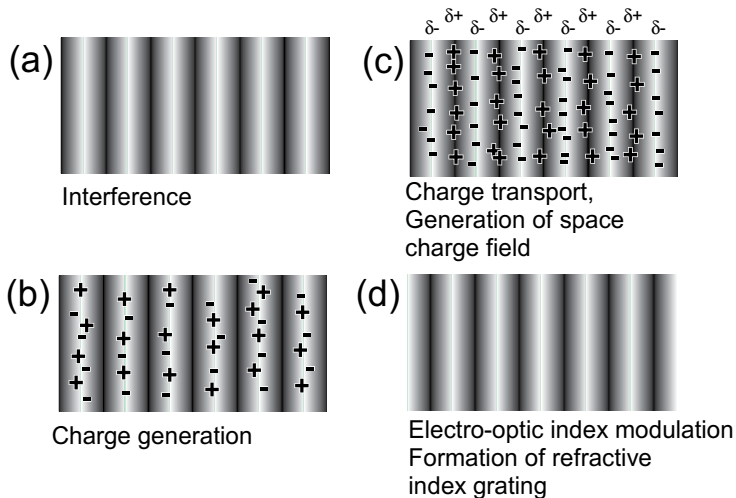 (a)
Interference
(b)
Charge generation
δ- δ+ δ- δ+ δ- δ+ δ- δ+ δ- δ+ δ-
(c)
Charge transport,
Generation of space
charge field
(d)
Electro-optic index modulation
Formation of refractive
index grating